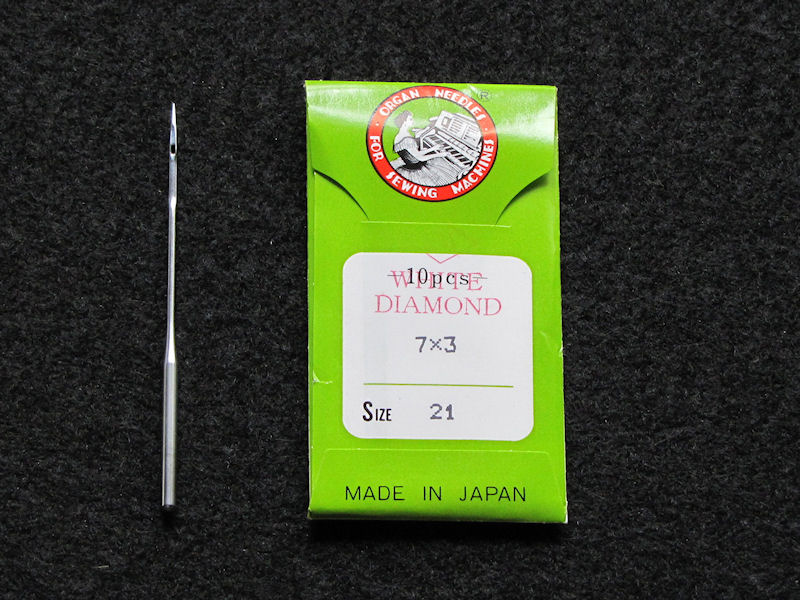 ORGAN NEEDLES
FOR SEWING MACHINES
®
-10pcs-
WHITE
DIAMOND
7×3
SIZE 21
MADE IN JAPAN